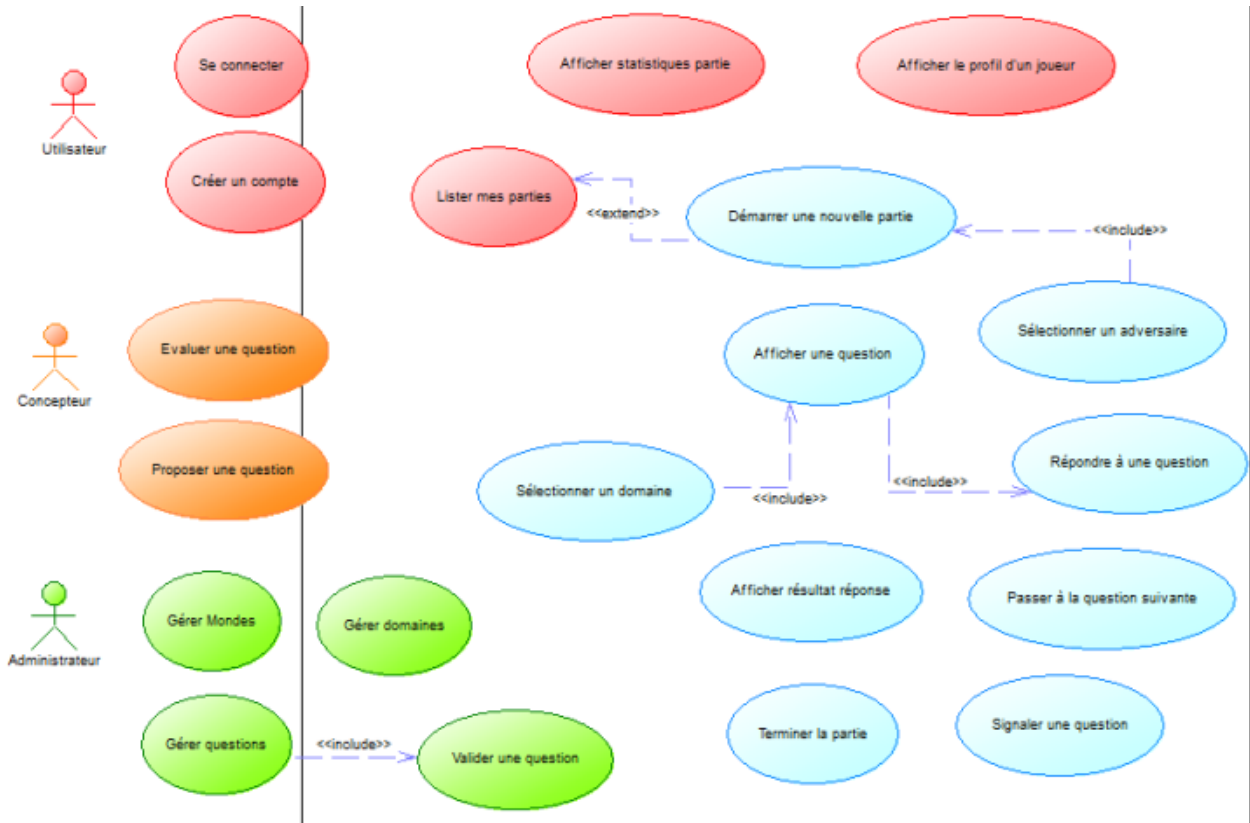 Se connecter
Afficher statistiques partie
Afficher le profil d'un joueur
Utilisateur
Créer un compte
Lister mes parties
<<extend>>
Démarrer une nouvelle partie
<<include>>
Evaluer une question
Afficher une question
Sélectionner un adversaire
Concepteur
Proposer une question
Sélectionner un domaine
<<include>>
<<include>>
Répondre à une question
Afficher résultat réponse
Passer à la question suivante
Gérer Mondes
Gérer domaines
Administrateur
Gérer questions
<<include>>
Valider une question
Terminer la partie
Signaler une question